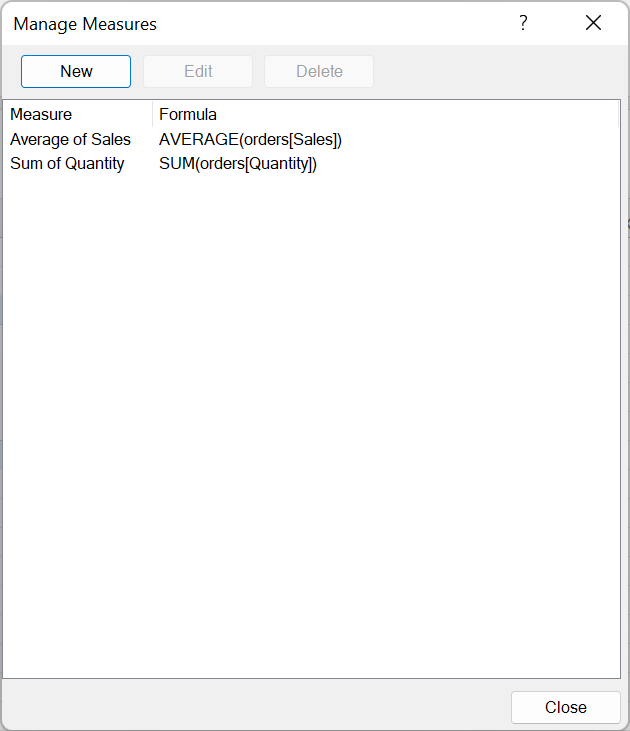 Manage Measures ?
New Edit Delete
Measure Formula
Average of Sales AVERAGE(orders[Sales])
Sum of Quantity SUM(orders[Quantity])
Close